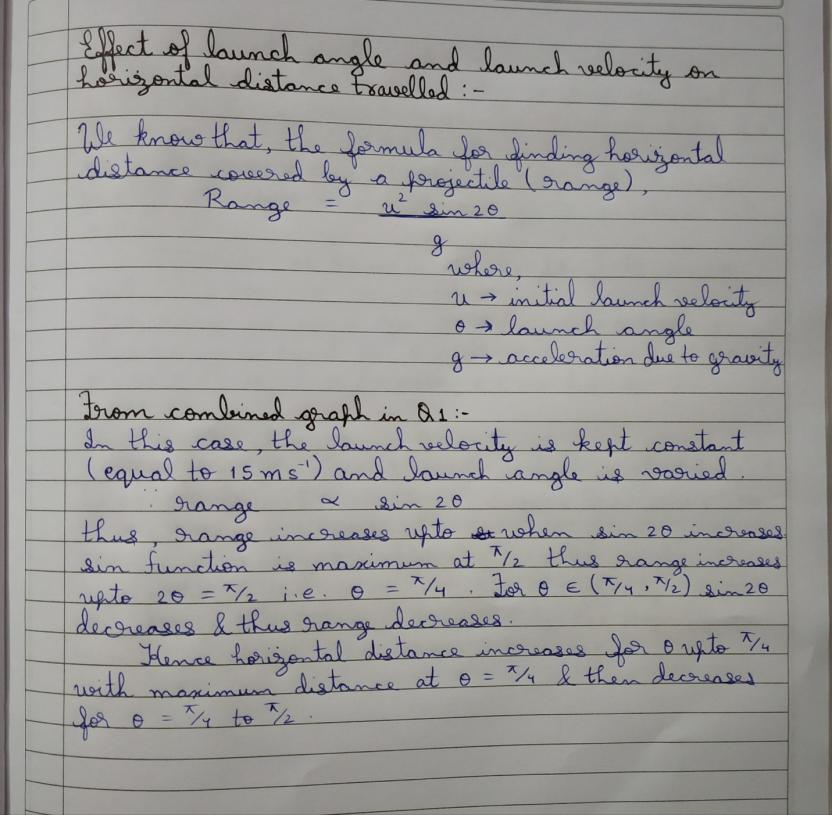 Effect of launch angle and launch velocity on
horizontal distance travelled :-
We know that, the formula for finding horizontal
distance covered by a projectile (range),
Range = u² sin 2θ
g
where,
u → initial launch velocity
θ → launch angle
g → acceleration due to gravity
From combined graph in Q1:-
In this case, the launch velocity is kept constant
(equal to 15 ms⁻¹) and launch angle is varied.
∵ range ∝ sin 2θ
thus, range increases upto when sin 2θ increases
sin function is maximum at π/2 thus range increases
upto 2θ = π/2 i.e. θ = π/4 . For θ ∈ (π/4, π/2) sin 2θ
decreases & thus range decreases.
Hence horizontal distance increases for θ upto π/4
with maximum distance at θ = π/4 & then decreases
for θ = π/4 to π/2 .